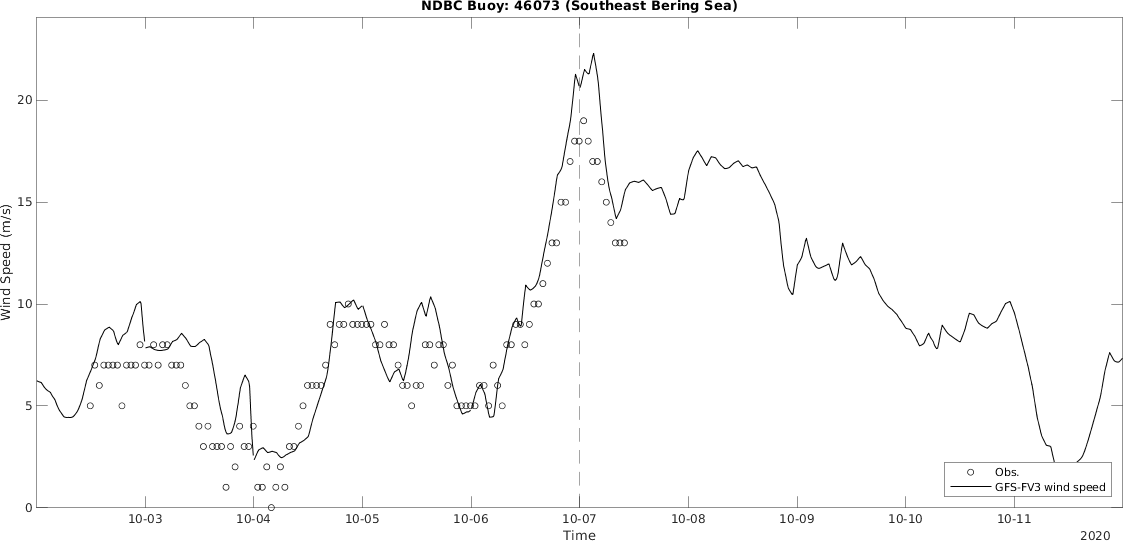 NDBC Buoy: 46073 (Southeast Bering Sea)
Wind Speed (m/s)
20
15
10
5
0
10-03 10-04 10-05 10-06 10-07 10-08 10-09 10-10 10-11
Time
2020
Obs.
GFS-FV3 wind speed